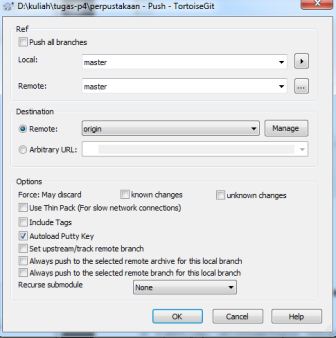 D:\kuliah\tugas-p4\perpustakaan - Push - TortoiseGit
Ref
Push all branches
Local: master
Remote: master ...
Destination
Remote: origin Manage
Arbitrary URL:
Options
Force: May discard known changes unknown changes
Use Thin Pack (For slow network connections)
Include Tags
Autoload Putty Key
Set upstream/track remote branch
Always push to the selected remote archive for this local branch
Always push to the selected remote branch for this local branch
Recurse submodule None
OK Cancel Help